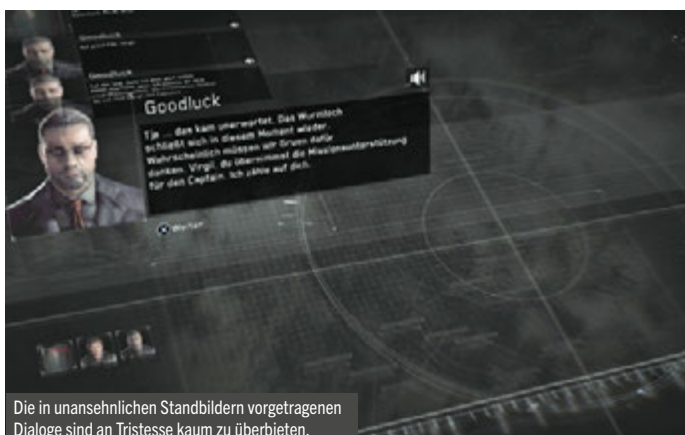 Goodluck
Goodluck
Goodluck
Tja ... das kam unerwartet. Das Wurmloch
schließt sich in diesem Moment wieder.
Wahrscheinlich müssen wir Gruen dafür
danken. Virgil, du übernimmst die Missionsunterstützung
für den Captain. Ich zähle auf dich.
Weiter
Die in unansehnlichen Standbildern vorgetragenen
Dialoge sind an Tristesse kaum zu überbieten.